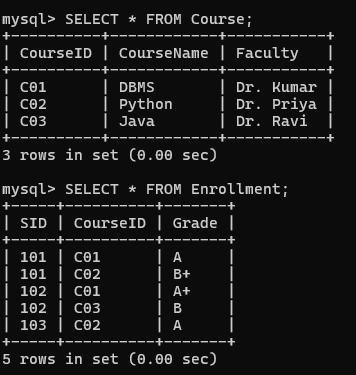 mysql> SELECT * FROM Course;
+----------+------------+-----------+
| CourseID | CourseName | Faculty   |
+----------+------------+-----------+
| C01      | DBMS       | Dr. Kumar |
| C02      | Python     | Dr. Priya |
| C03      | Java       | Dr. Ravi  |
+----------+------------+-----------+
3 rows in set (0.00 sec)

mysql> SELECT * FROM Enrollment;
+-----+----------+-------+
| SID | CourseID | Grade |
+-----+----------+-------+
| 101 | C01      | A     |
| 101 | C02      | B+    |
| 102 | C01      | A+    |
| 102 | C03      | B     |
| 103 | C02      | A     |
+-----+----------+-------+
5 rows in set (0.00 sec)